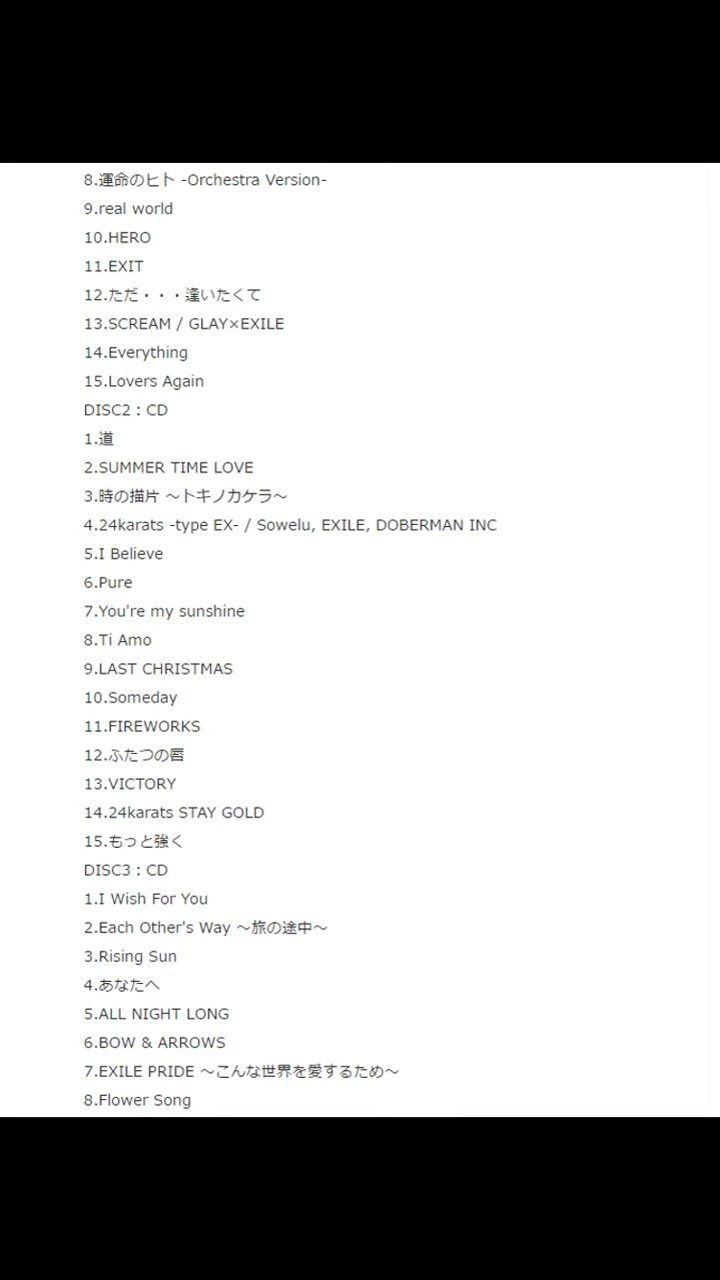 8.運命のヒト -Orchestra Version-
9.real world
10.HERO
11.EXIT
12.ただ・・・逢いたくて
13.SCREAM / GLAY×EXILE
14.Everything
15.Lovers Again
DISC2：CD
1.道
2.SUMMER TIME LOVE
3.時の描片 ～トキノカケラ～
4.24karats -type EX- / Sowelu, EXILE, DOBERMAN INC
5.I Believe
6.Pure
7.You're my sunshine
8.Ti Amo
9.LAST CHRISTMAS
10.Someday
11.FIREWORKS
12.ふたつの唇
13.VICTORY
14.24karats STAY GOLD
15.もっと強く
DISC3：CD
1.I Wish For You
2.Each Other's Way ～旅の途中～
3.Rising Sun
4.あなたへ
5.ALL NIGHT LONG
6.BOW & ARROWS
7.EXILE PRIDE ～こんな世界を愛するため～
8.Flower Song